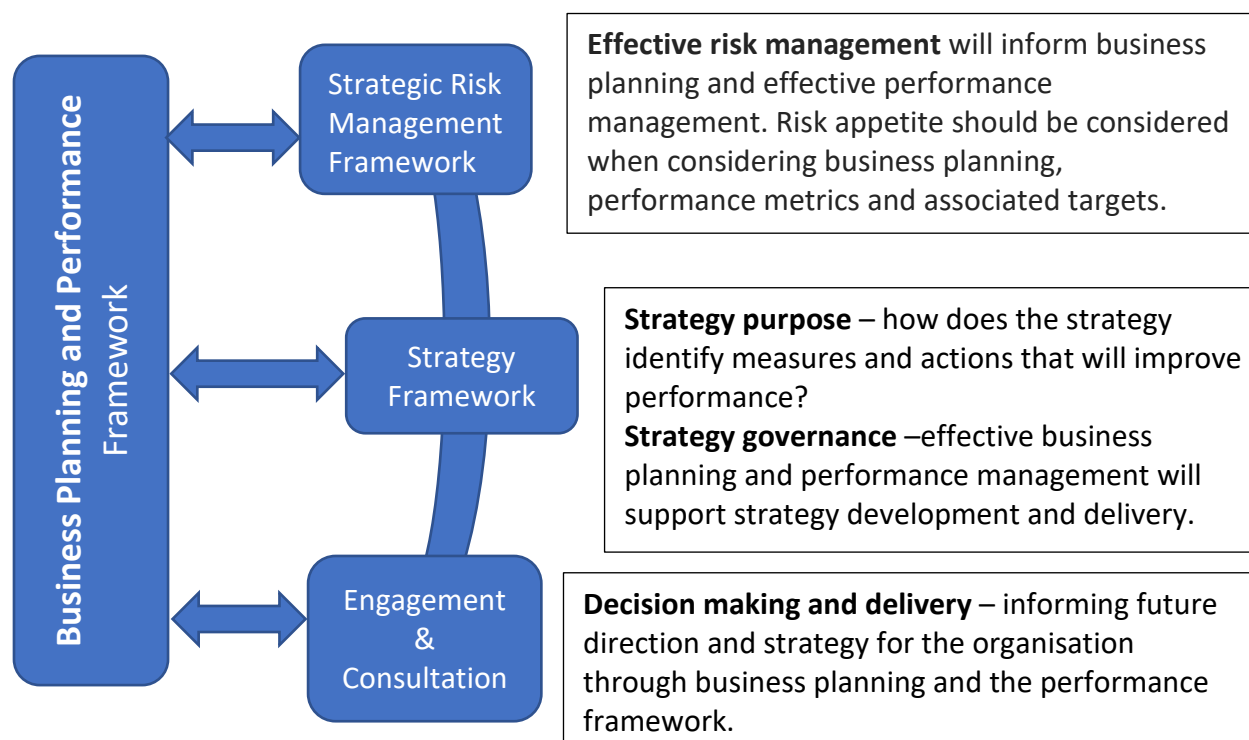 Business Planning and Performance
Framework
Strategic Risk
Management
Framework
Effective risk management will inform business
planning and effective performance
management. Risk appetite should be considered
when considering business planning,
performance metrics and associated targets.
Strategy
Framework
Strategy purpose – how does the strategy
identify measures and actions that will improve
performance?
Strategy governance –effective business
planning and performance management will
support strategy development and delivery.
Engagement
&
Consultation
Decision making and delivery – informing future
direction and strategy for the organisation
through business planning and the performance
framework.